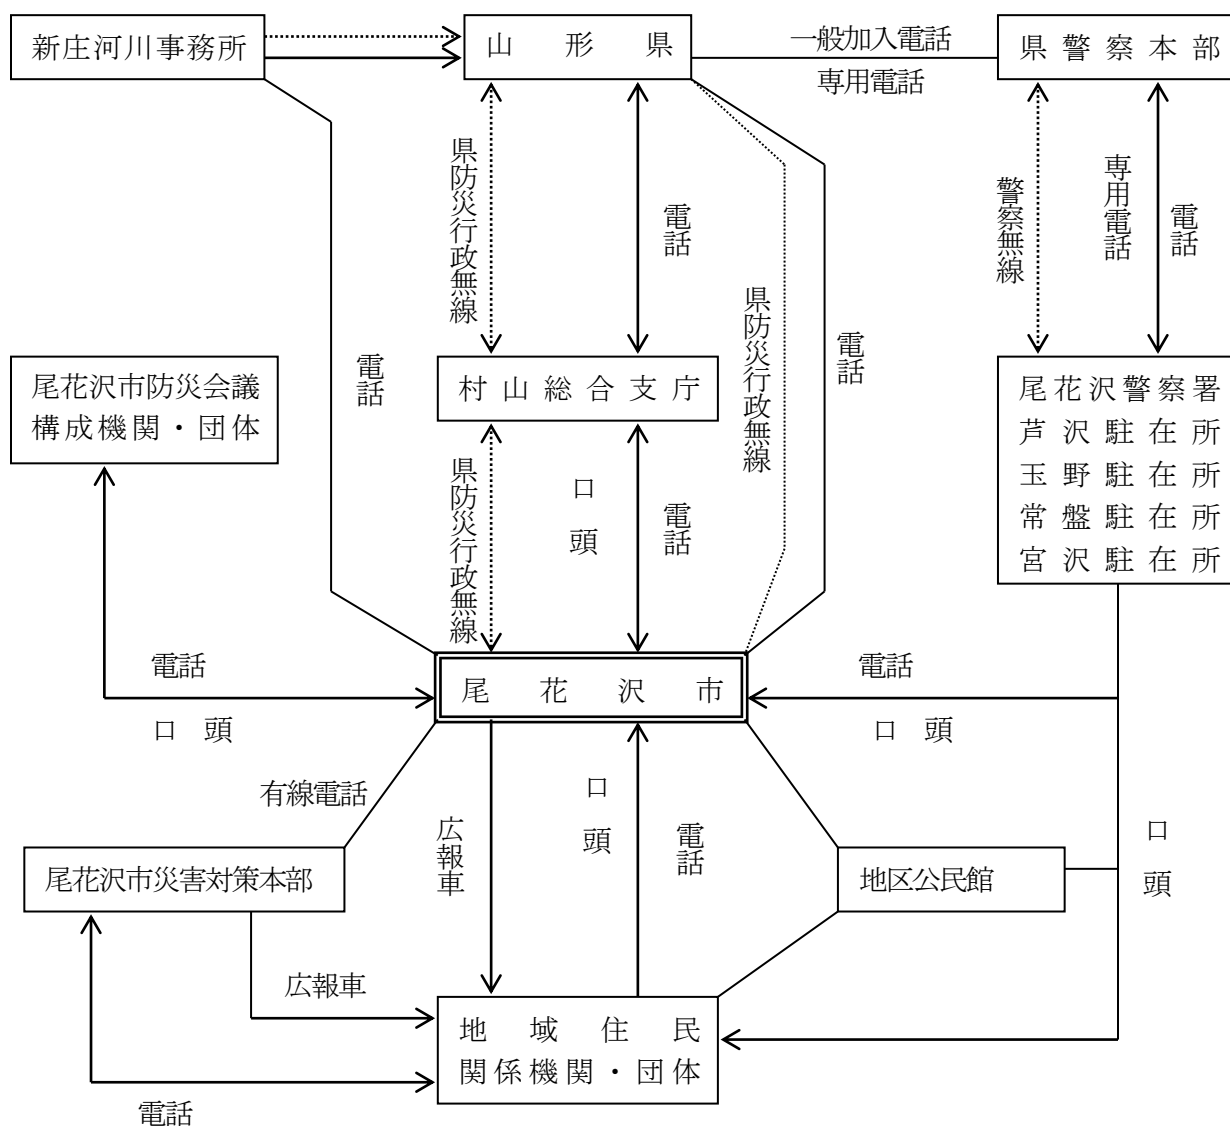 新庄河川事務所
山形県
一般加入電話
専用電話
県警察本部
県防災行政無線
電話
警察無線
専用電話
電話
県防災行政無線
電話
電話
尾花沢市防災会議
構成機関・団体
村山総合支庁
尾花沢警察署
芦沢駐在所
玉野駐在所
常盤駐在所
宮沢駐在所
県防災行政無線
口頭
電話
電話
口頭
尾花沢市
電話
口頭
有線電話
広報車
口頭
電話
口頭
尾花沢市災害対策本部
地区公民館
広報車
地域住民
関係機関・団体
電話